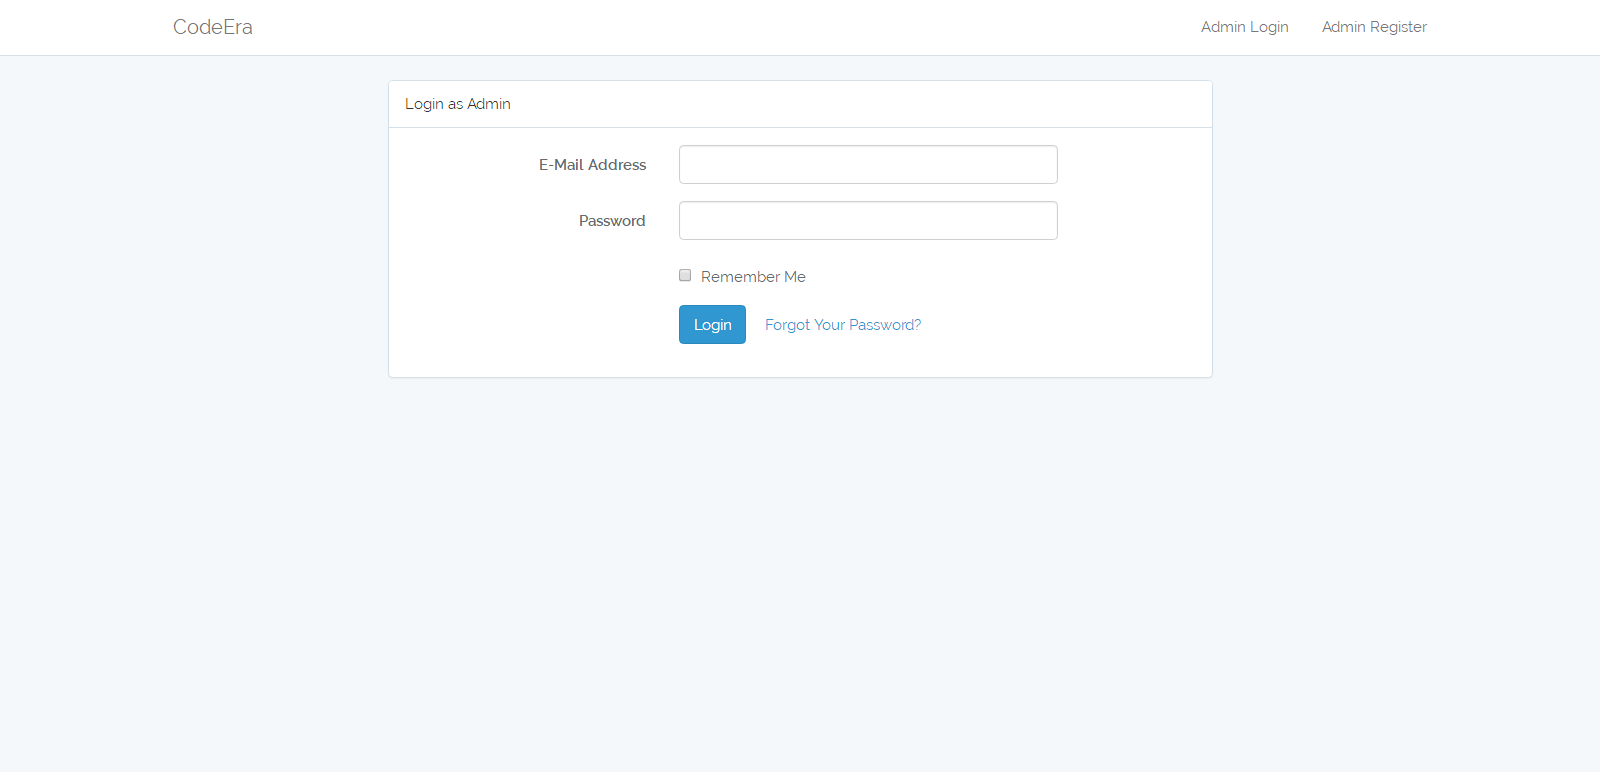 CodeEra
Admin Login
Admin Register
Login as Admin
E-Mail Address
Password
Remember Me
Login
Forgot Your Password?